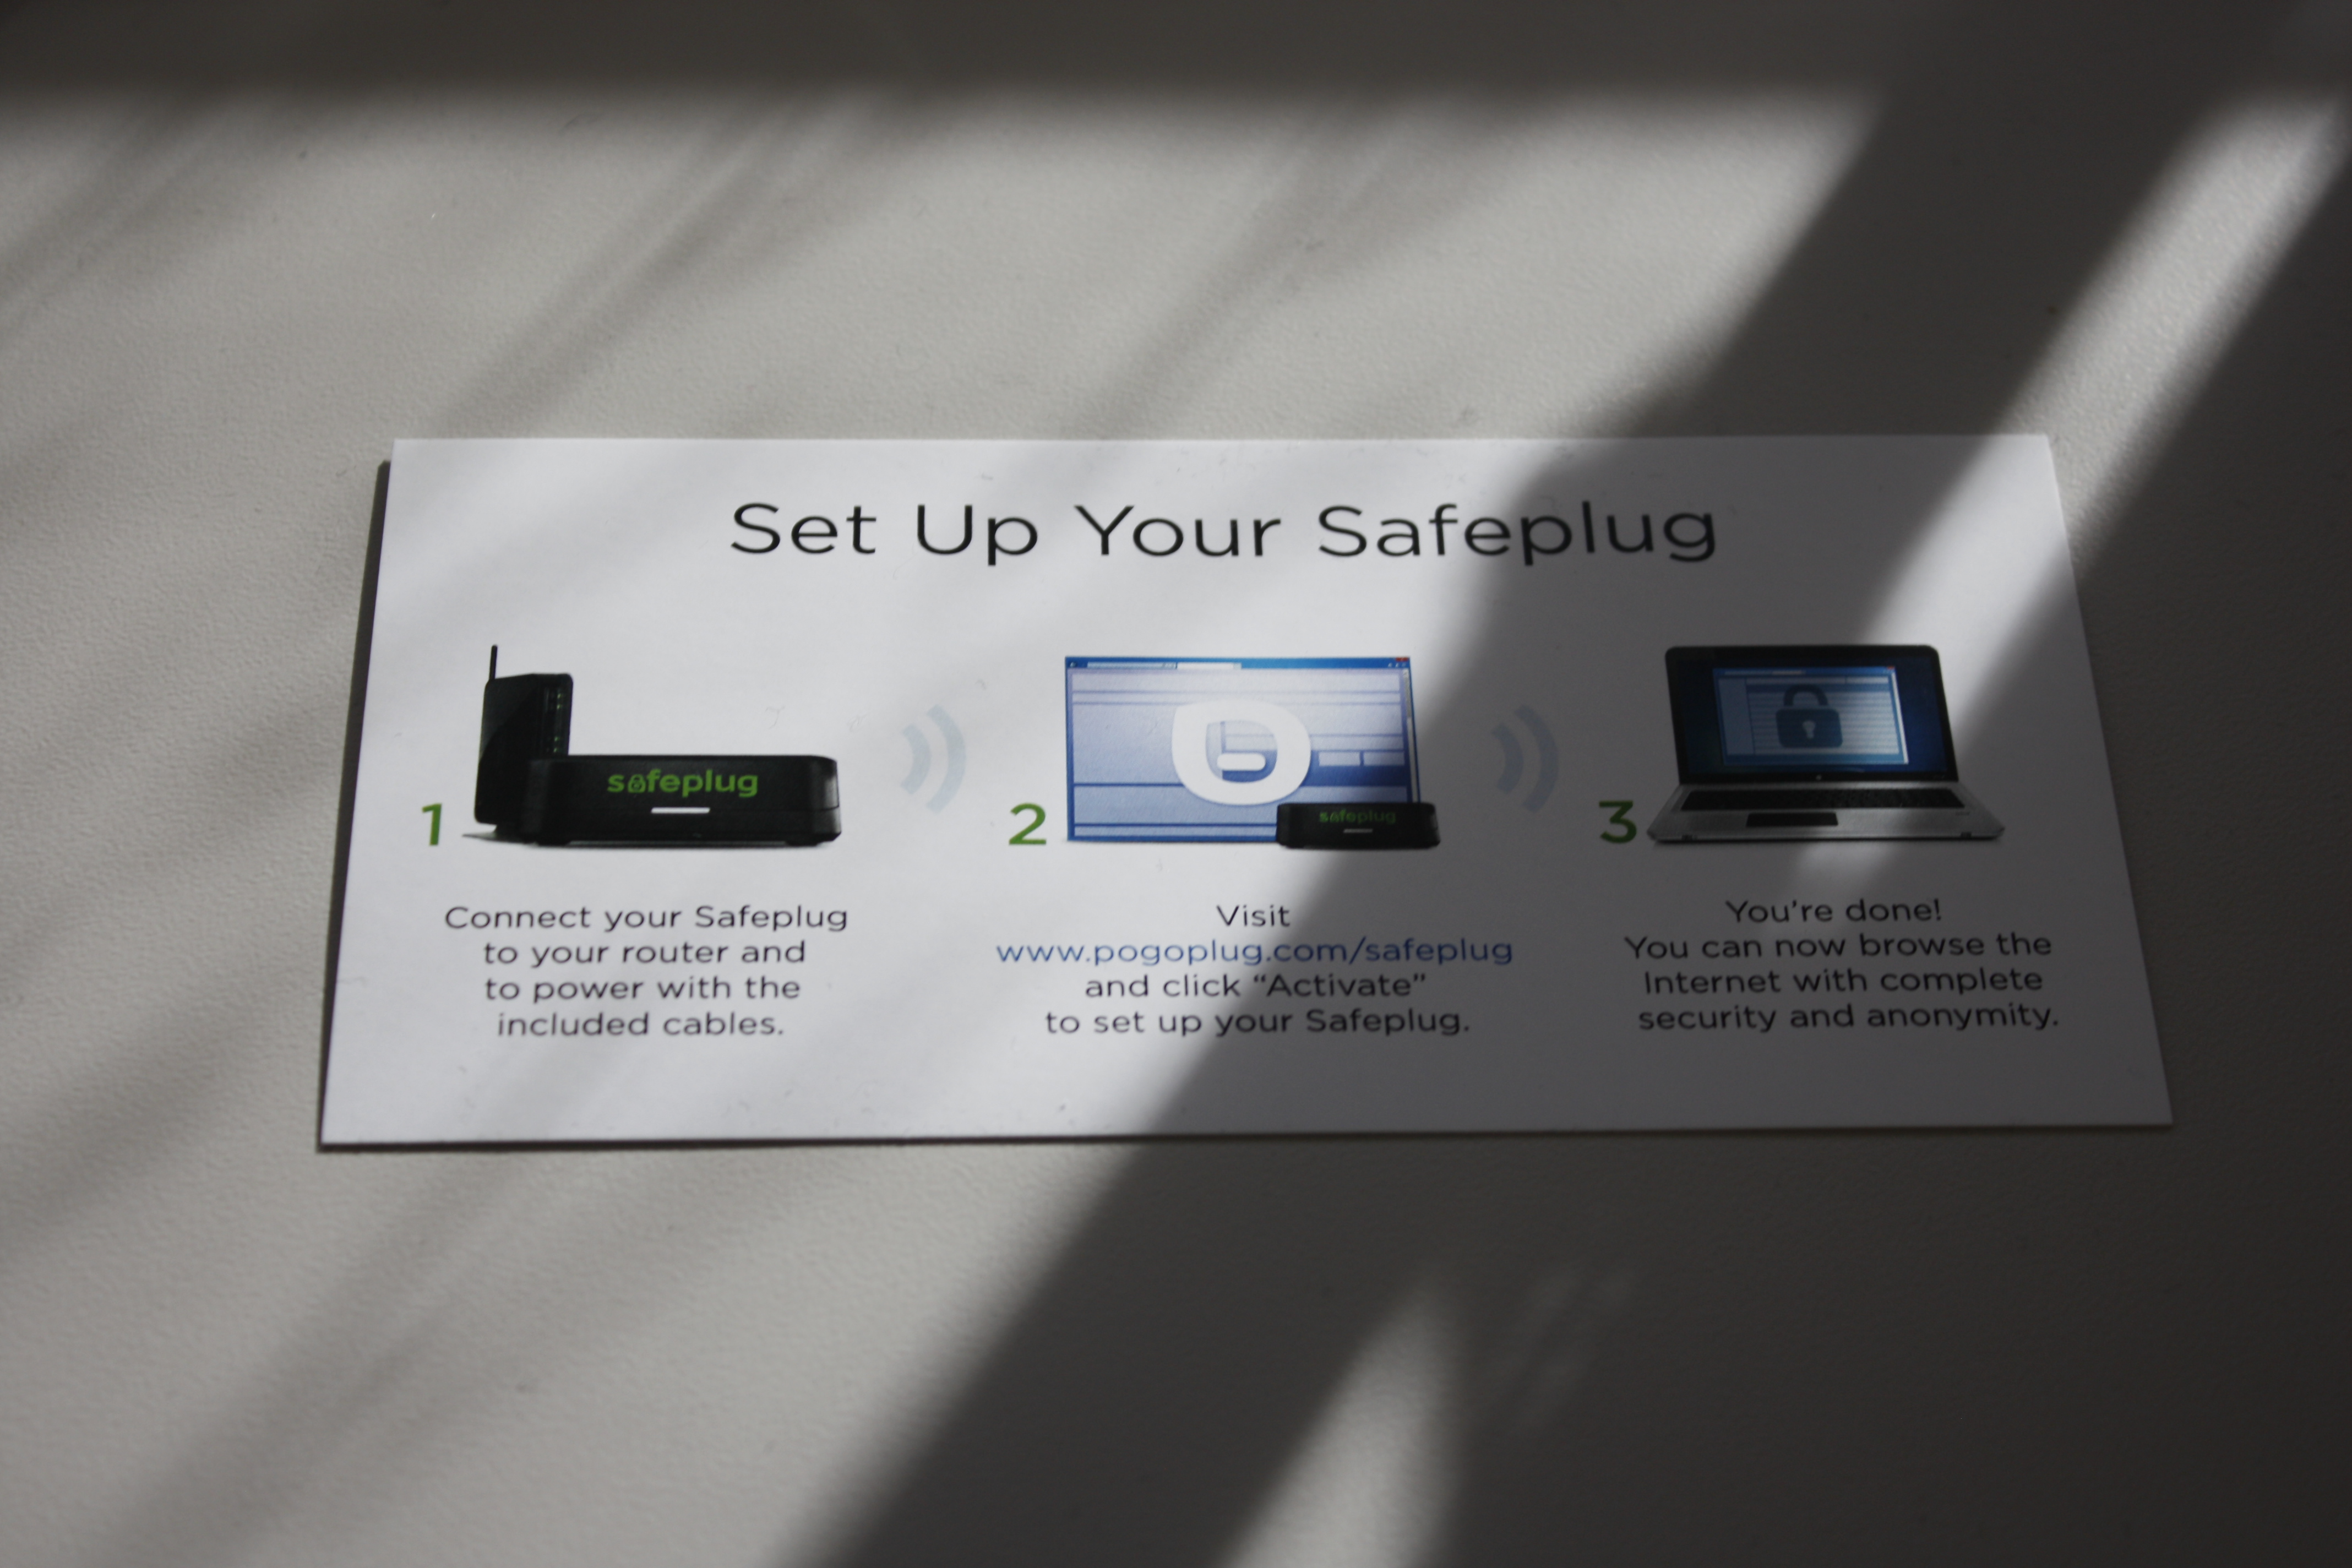 Set Up Your Safeplug
safeplug
1
Connect your Safeplug
to your router and
to power with the
included cables.
safeplug
2
Visit
www.pogoplug.com/safeplug
and click “Activate”
to set up your Safeplug.
3
You’re done!
You can now browse the
Internet with complete
security and anonymity.